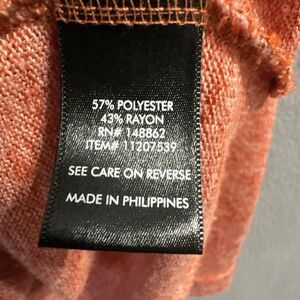 57% POLYESTER
43% RAYON
RN# 148862
ITEM# 11207539
SEE CARE ON REVERSE
MADE IN PHILIPPINES